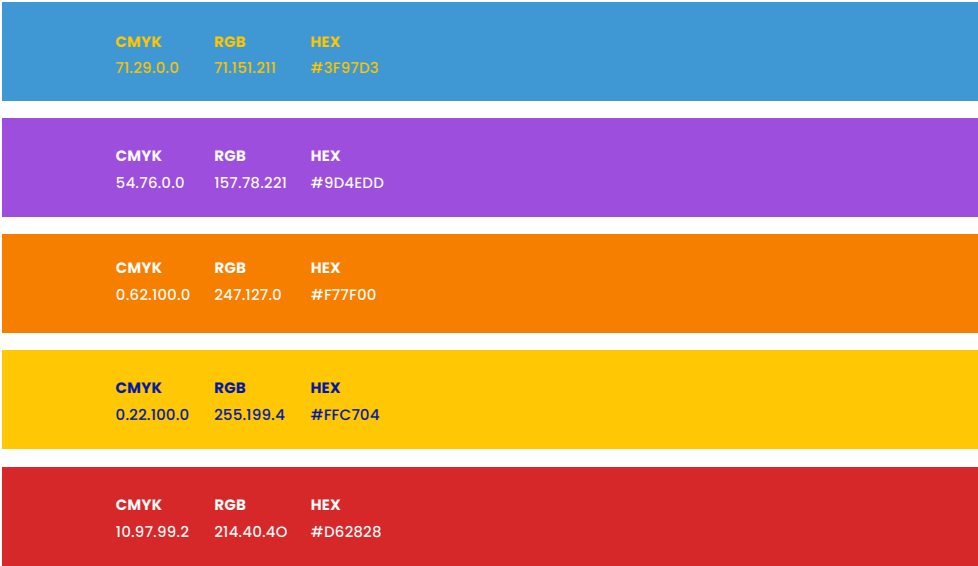 CMYK RGB HEX
71.29.0.0 71.151.211 #3F97D3
CMYK RGB HEX
54.76.0.0 157.78.221 #9D4EDD
CMYK RGB HEX
0.62.100.0 247.127.0 #F77F00
CMYK RGB HEX
0.22.100.0 255.199.4 #FFC704
CMYK RGB HEX
10.97.99.2 214.40.4O #D62828